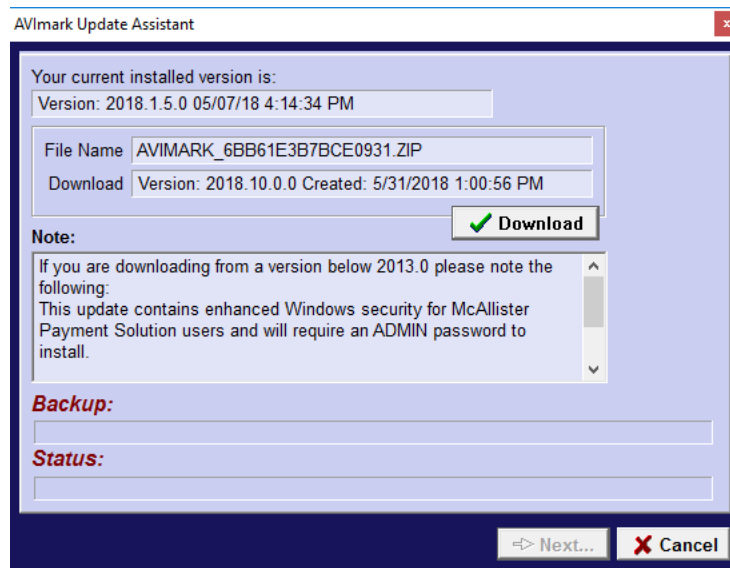 AVImark Update Assistant
Your current installed version is:
Version: 2018.1.5.0 05/07/18 4:14:34 PM
File Name AVIMARK_6BB61E3B7BCE0931.ZIP
Download Version: 2018.10.0.0 Created: 5/31/2018 1:00:56 PM
Download
Note:
If you are downloading from a version below 2013.0 please note the
following:
This update contains enhanced Windows security for McAllister
Payment Solution users and will require an ADMIN password to
install.
Backup:
Status:
Next... Cancel